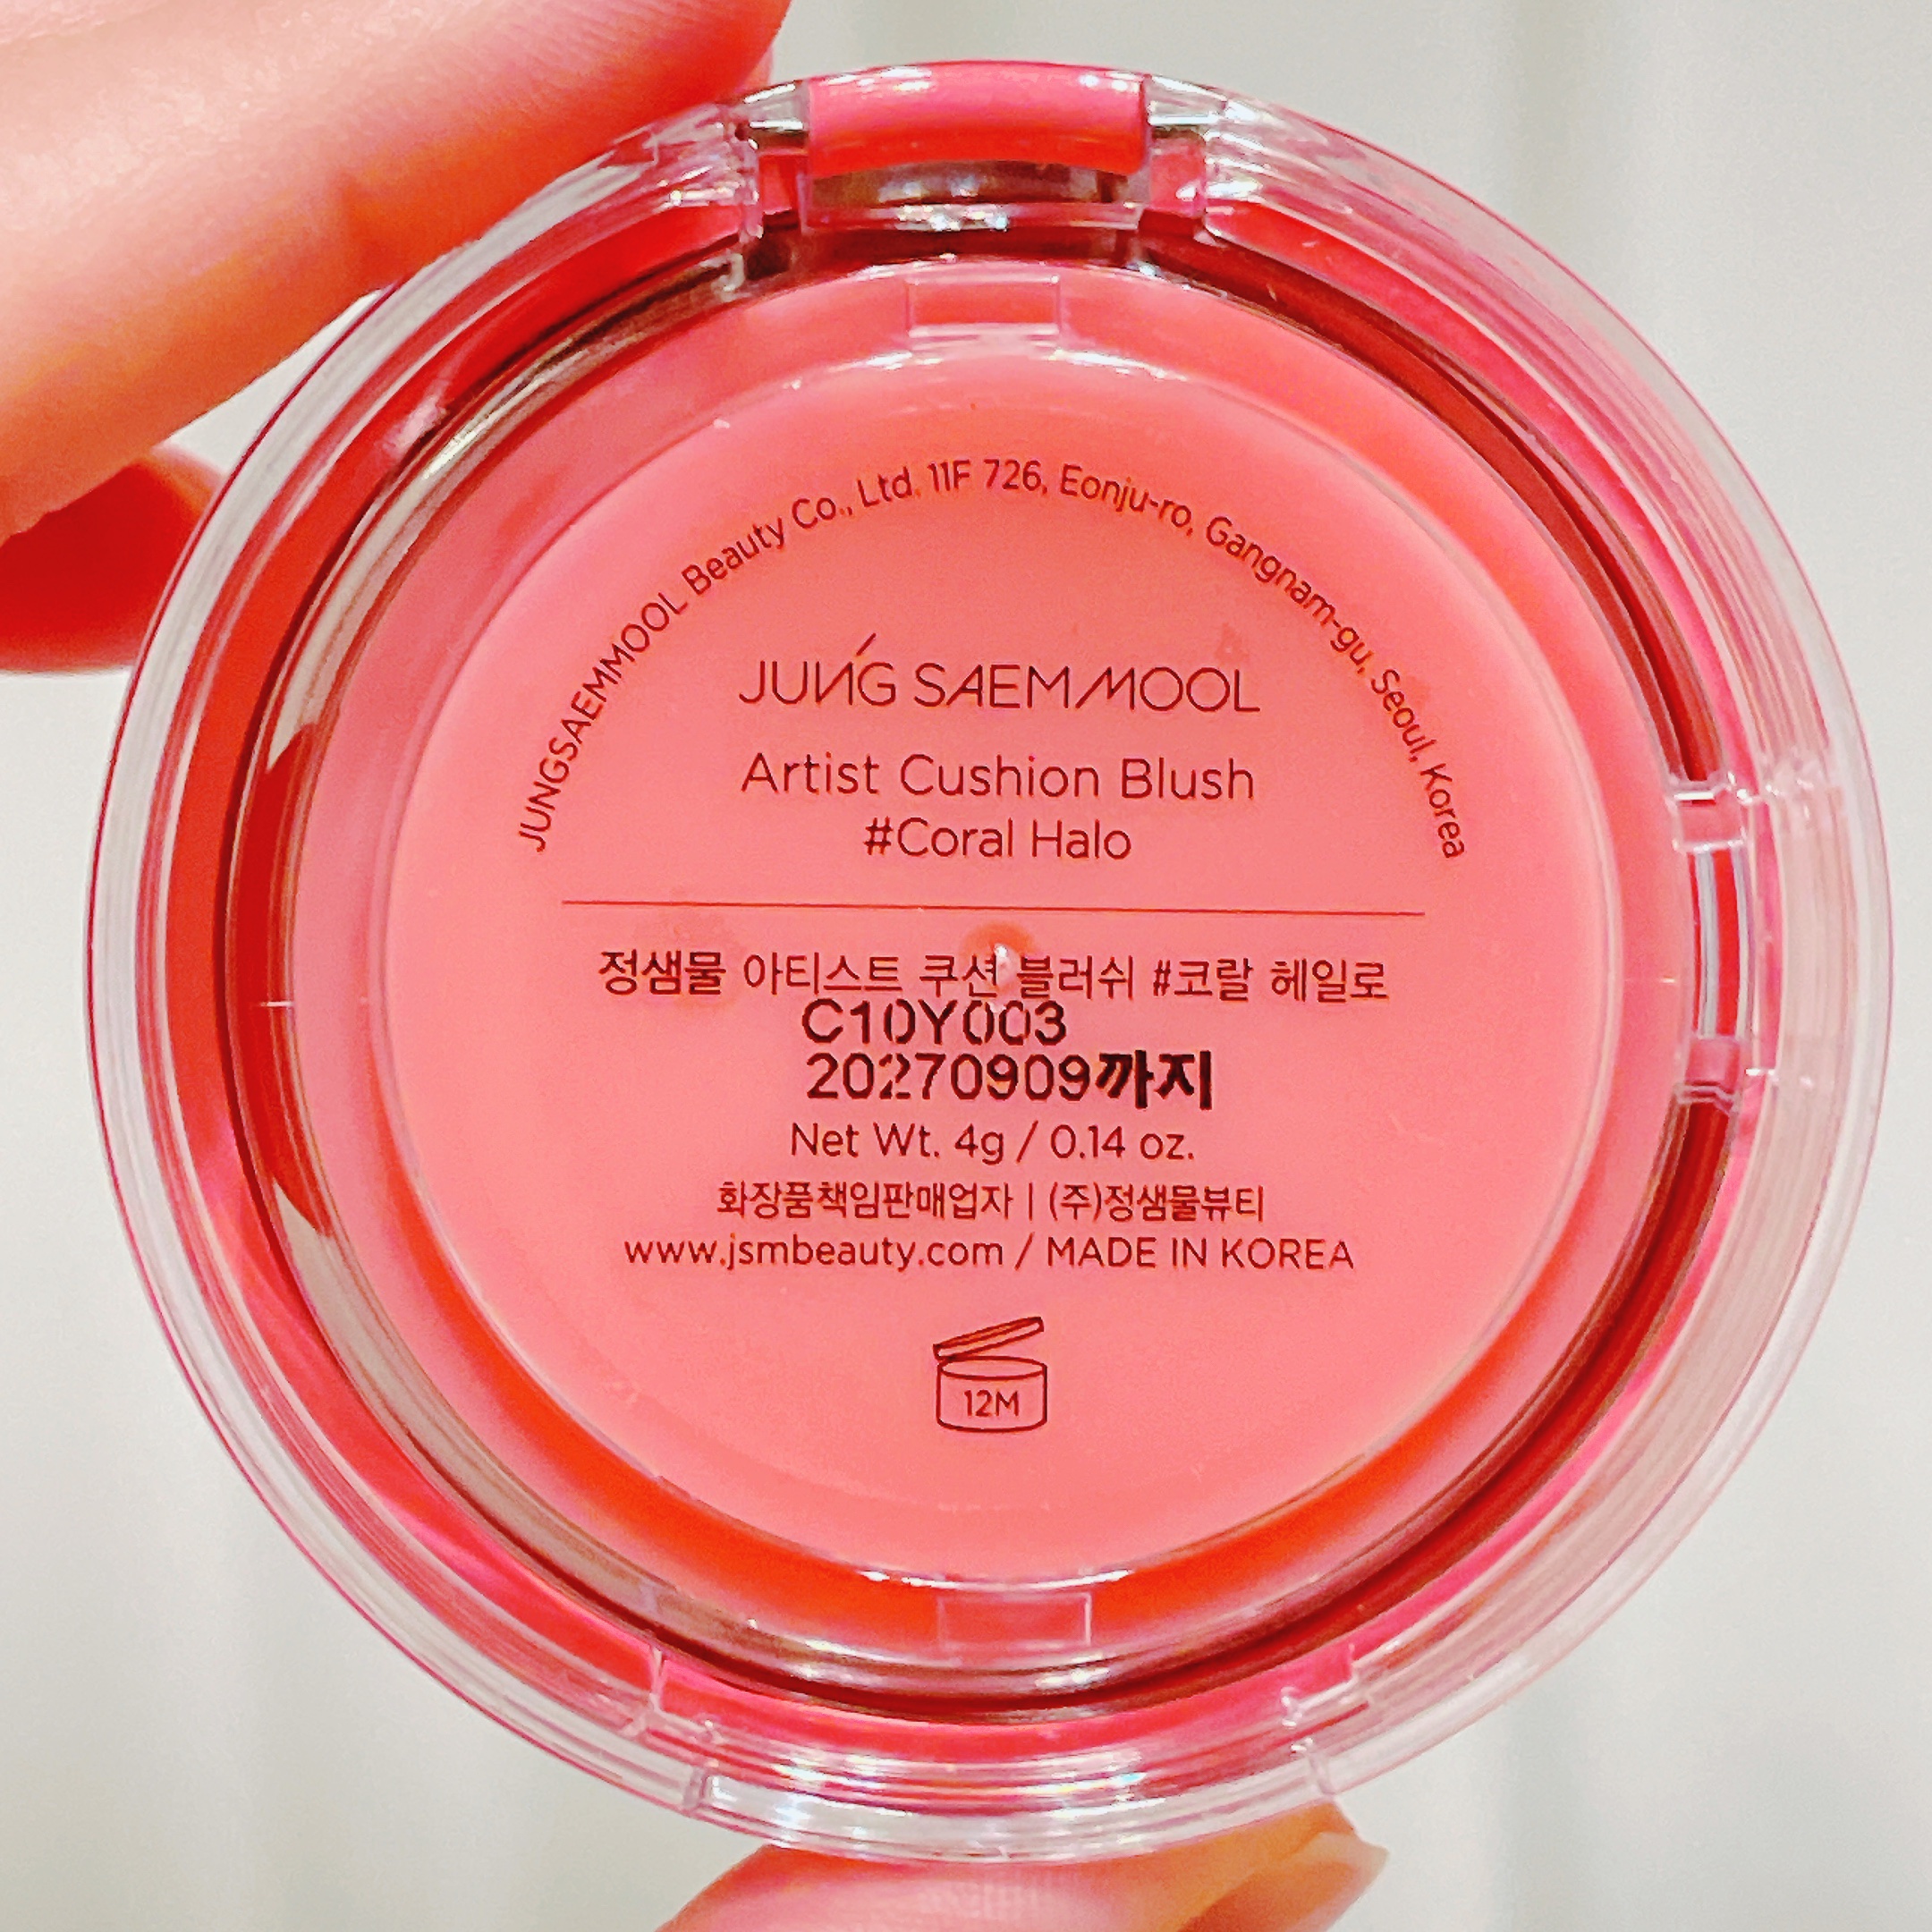 JUNGSAEMMOOL Beauty Co., Ltd. 11F 726, Eonju-ro, Gangnam-gu, Seoul, Korea
JUNG SAEM MOOL
Artist Cushion Blush
#Coral Halo
정샘물 아티스트 쿠션 블러쉬 #코랄 헤일로
C10Y003
20270909까지
Net Wt. 4g / 0.14 oz.
화장품책임판매업자 | (주)정샘물뷰티
www.jsmbeauty.com / MADE IN KOREA
12M